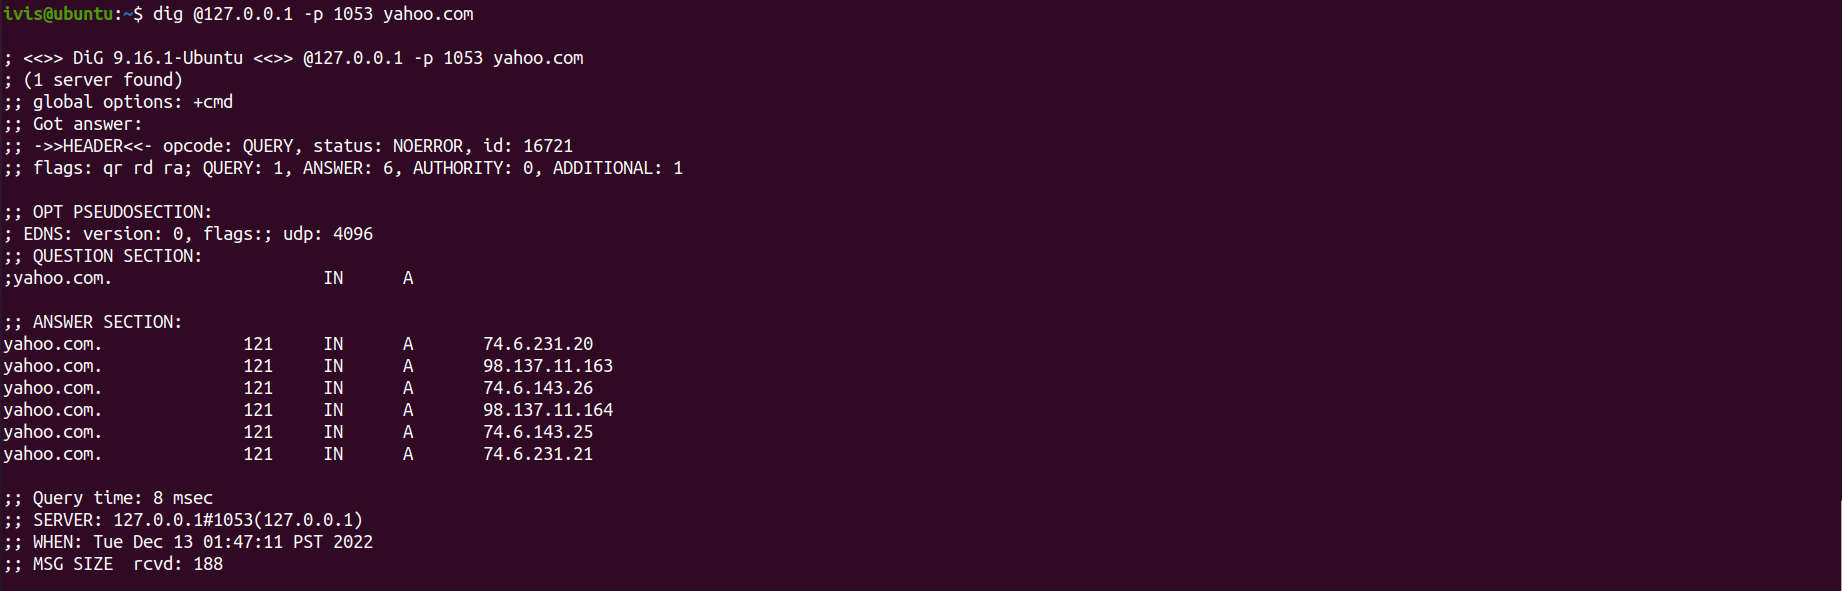 ivis@ubuntu:~$ dig @127.0.0.1 -p 1053 yahoo.com

; <<>> DiG 9.16.1-Ubuntu <<>> @127.0.0.1 -p 1053 yahoo.com
; (1 server found)
;; global options: +cmd
;; Got answer:
;; ->>HEADER<<- opcode: QUERY, status: NOERROR, id: 16721
;; flags: qr rd ra; QUERY: 1, ANSWER: 6, AUTHORITY: 0, ADDITIONAL: 1

;; OPT PSEUDOSECTION:
; EDNS: version: 0, flags:; udp: 4096
;; QUESTION SECTION:
;yahoo.com.			IN	A

;; ANSWER SECTION:
yahoo.com.		121	IN	A	74.6.231.20
yahoo.com.		121	IN	A	98.137.11.163
yahoo.com.		121	IN	A	74.6.143.26
yahoo.com.		121	IN	A	98.137.11.164
yahoo.com.		121	IN	A	74.6.143.25
yahoo.com.		121	IN	A	74.6.231.21

;; Query time: 8 msec
;; SERVER: 127.0.0.1#1053(127.0.0.1)
;; WHEN: Tue Dec 13 01:47:11 PST 2022
;; MSG SIZE  rcvd: 188